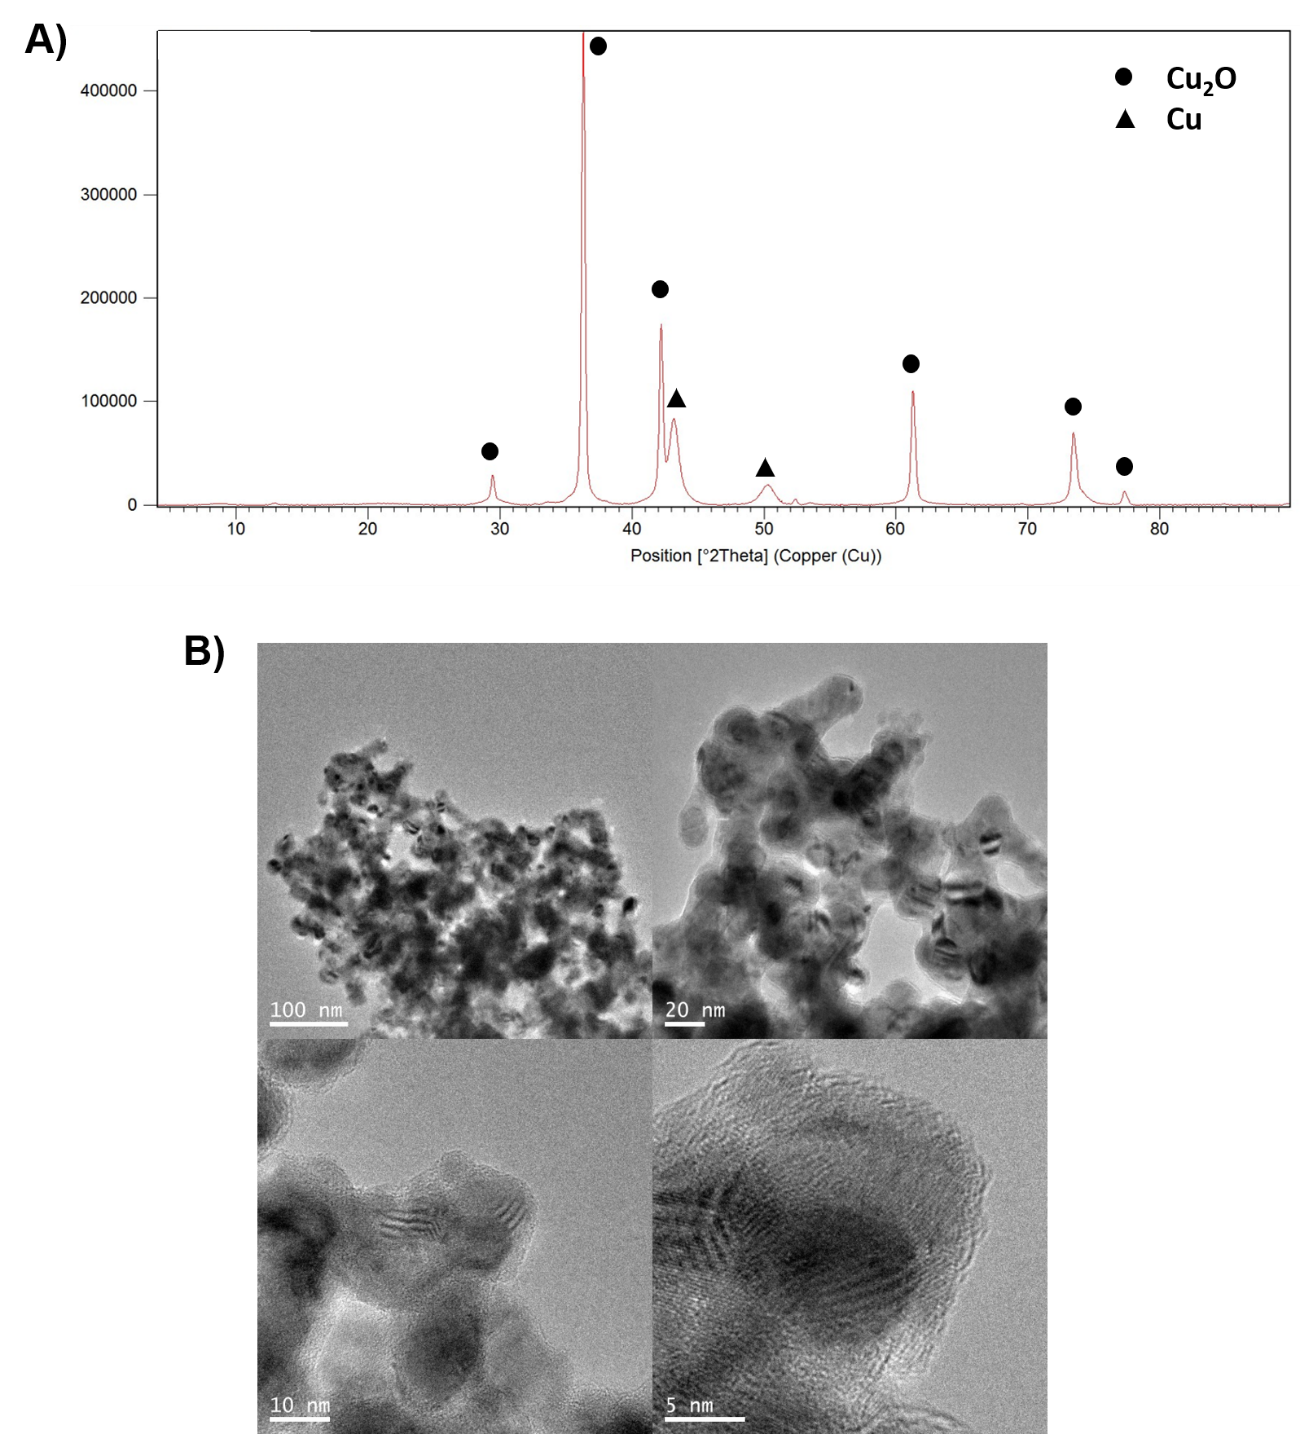 A)
Cu₂O
Cu
400000
300000
200000
100000
0
10 20 30 40 50 60 70 80
Position [°2Theta] (Copper (Cu))
B)
100 nm
20 nm
10 nm
5 nm